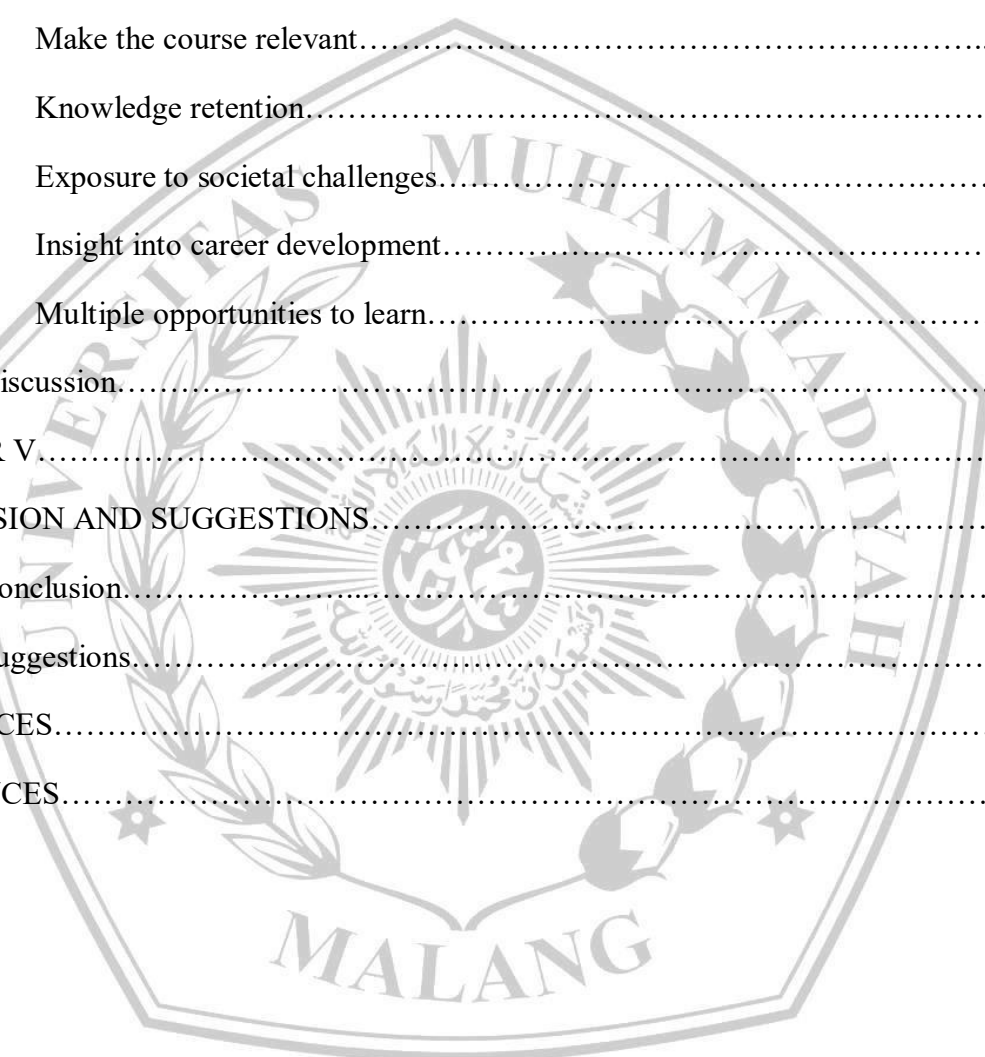 Make the course relevant…………………………………………….…...
Knowledge retention…………………………………………………….……
Exposure to societal challenges……………………………………….……
Insight into career development……………………………………….……
Multiple opportunities to learn…………………………………………………
iscussion………………………………………………………………………………
R V………………………………………………………………………………………
SION AND SUGGESTIONS……………………………………………………
onclusion……………...……………………………………………………………
uggestions……………………………………………………………………………
CES……………………………………………………………………………………
NCES…………………………………………………………………………………
UNIVERSITAS MUHAMMADIYAH
MALANG